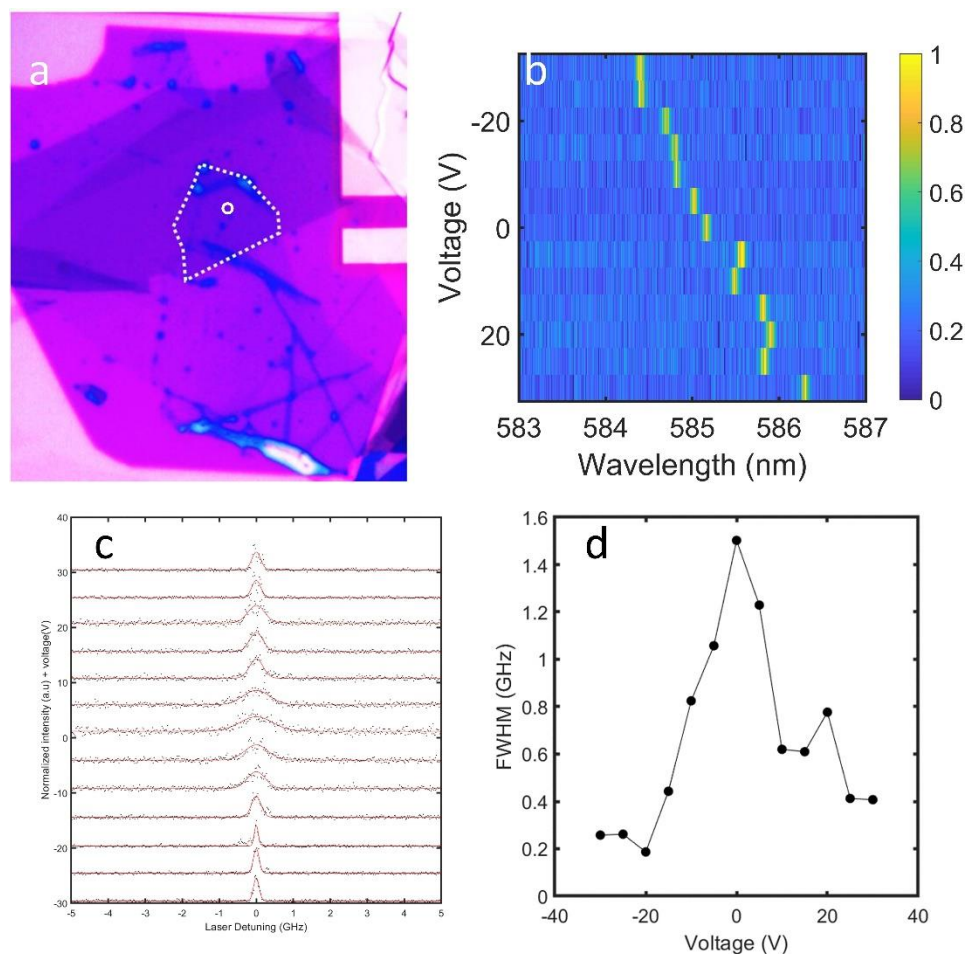 a
b
-20
0
20
Voltage (V)
583 584 585 586 587
Wavelength (nm)
1
0.8
0.6
0.4
0.2
0
c
40
30
20
10
0
-10
-20
-30
Normalized intensity (a.u) + voltage(V)
-5 -4 -3 -2 -1 0 1 2 3 4 5
Laser Detuning (GHz)
d
1.6
1.4
1.2
1
0.8
0.6
0.4
0.2
0
FWHM (GHz)
-40 -20 0 20 40
Voltage (V)